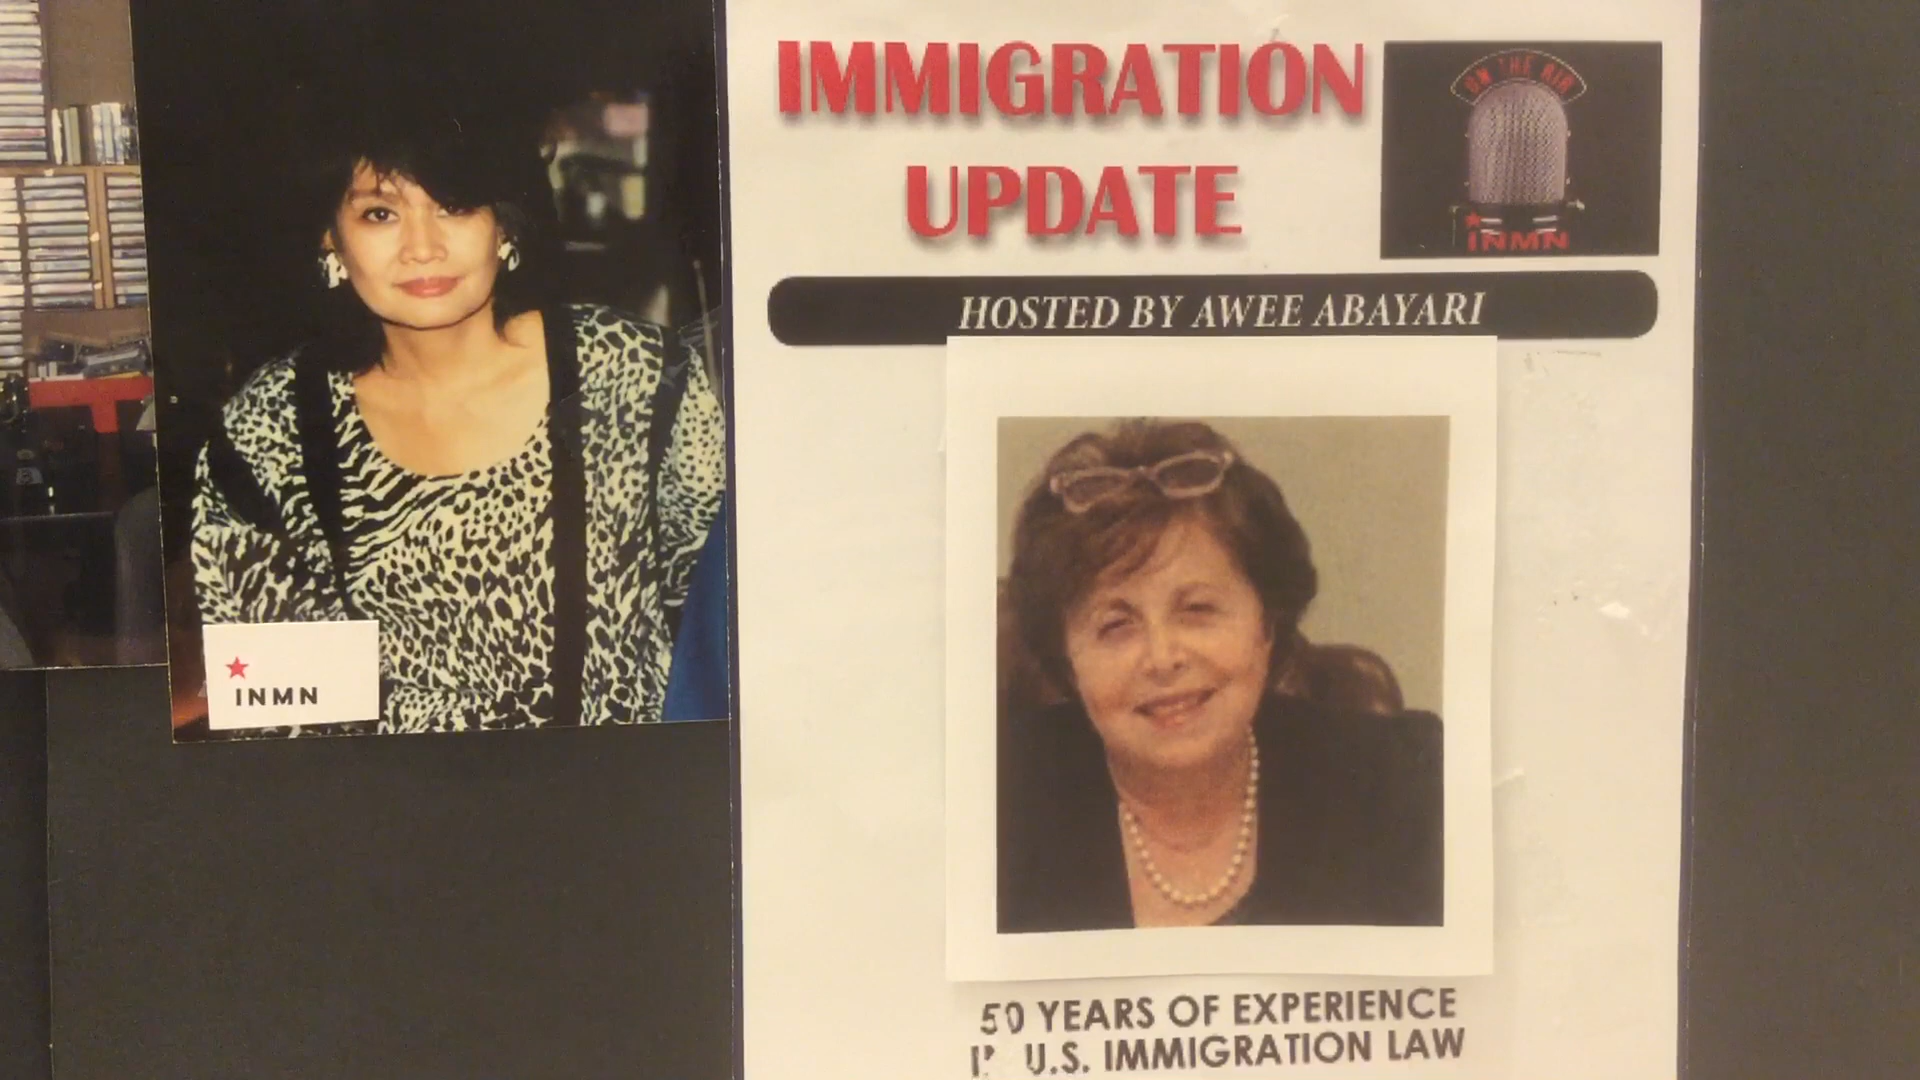 IMMIGRATION
UPDATE
ON THE AIR
INMN
HOSTED BY AWEE ABAYARI
INMN
50 YEARS OF EXPERIENCE
U.S. IMMIGRATION LAW